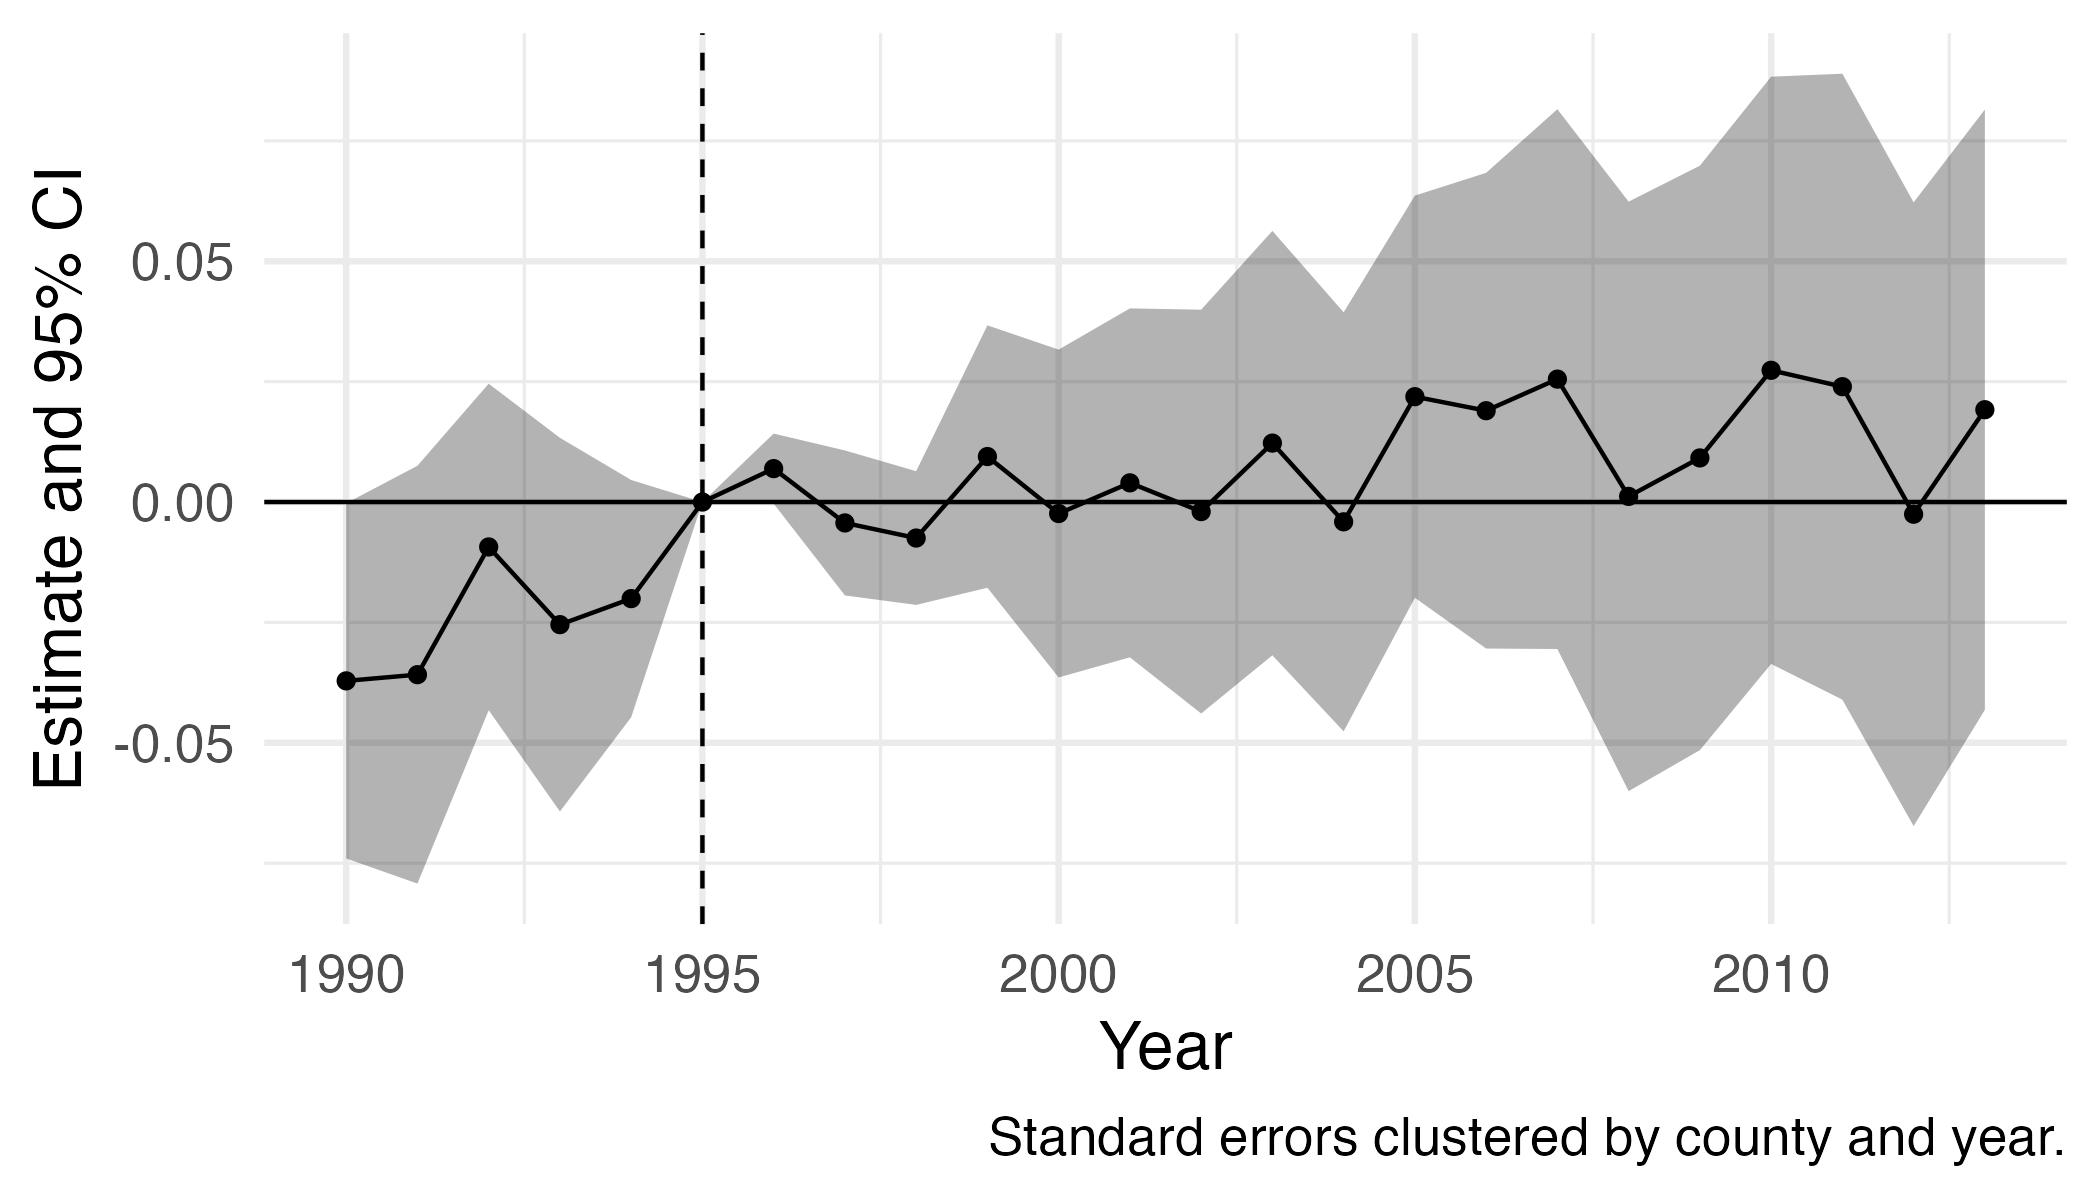 Estimate and 95% CI
0.05
0.00
-0.05
1990 1995 2000 2005 2010
Year
Standard errors clustered by county and year.